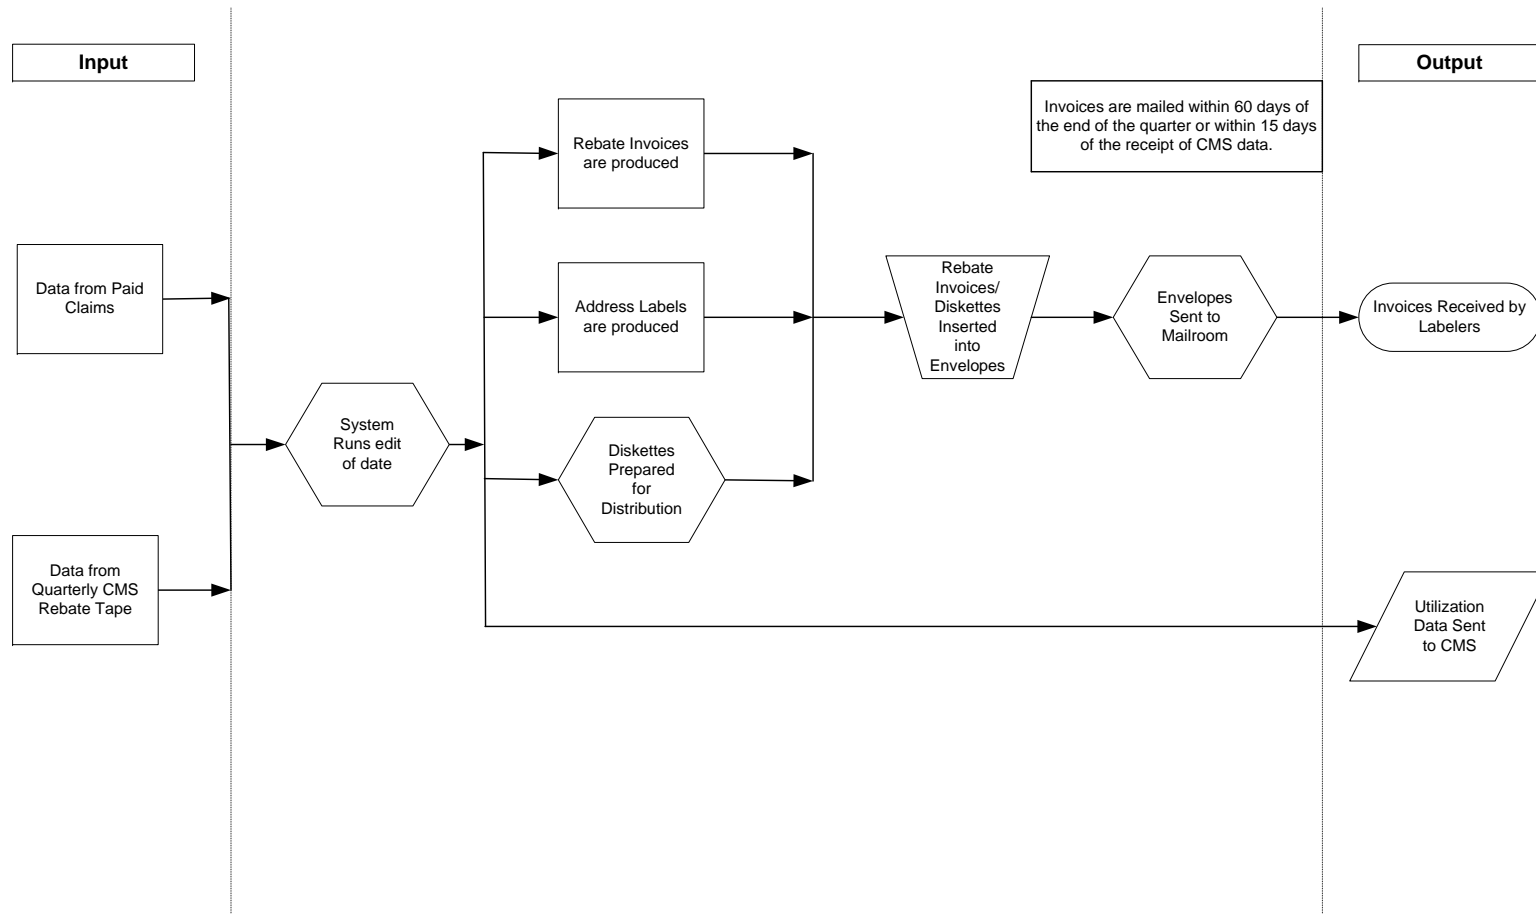 Input
Output
Invoices are mailed within 60 days of
the end of the quarter or within 15 days
of the receipt of CMS data.
Rebate Invoices
are produced
Data from Paid
Claims
Address Labels
are produced
Rebate
Invoices/
Diskettes
Inserted
into
Envelopes
Envelopes
Sent to
Mailroom
Invoices Received by
Labelers
System
Runs edit
of date
Diskettes
Prepared
for
Distribution
Data from
Quarterly CMS
Rebate Tape
Utilization
Data Sent
to CMS